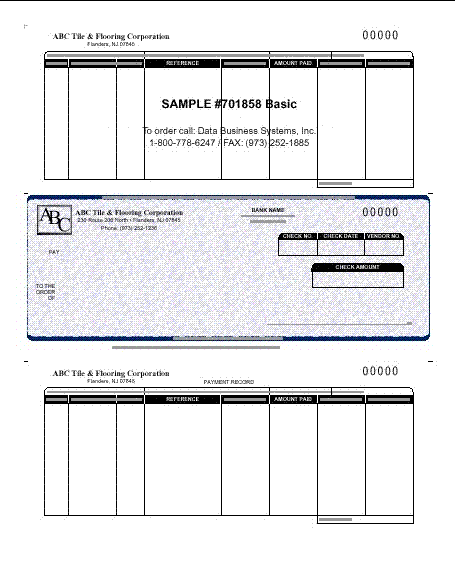 ABC Tile & Flooring Corporation
Flanders, NJ 07845
00000
REFERENCE
AMOUNT PAID
SAMPLE #701858 Basic
To order call: Data Business Systems, Inc.
1-800-778-6247 / FAX: (973) 252-1885
ABC
ABC Tile & Flooring Corporation
230 Route 206 North • Flanders, NJ 07845
Phone: (973) 252-1236
BANK NAME
00000
CHECK NO.
CHECK DATE
VENDOR NO.
PAY
CHECK AMOUNT
TO THE
ORDER
OF
ABC Tile & Flooring Corporation
Flanders, NJ 07845
PAYMENT RECORD
00000
REFERENCE
AMOUNT PAID